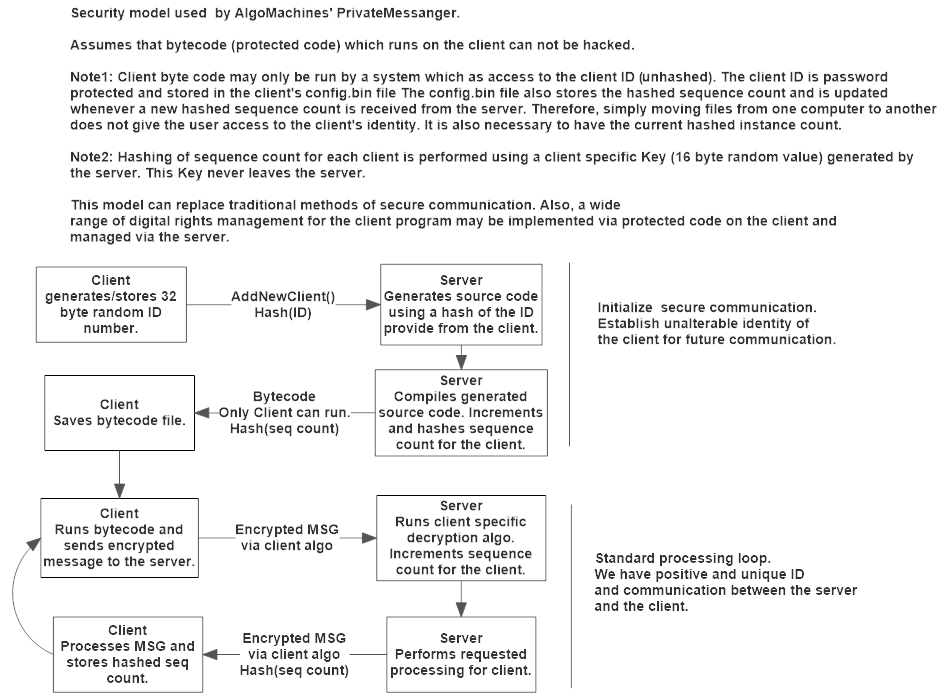 Security model used  by AlgoMachines' PrivateMessanger.
Assumes that bytecode (protected code) which runs on the client can not be hacked.
Note1: Client byte code may only be run by a system which as access to the client ID (unhashed). The client ID is password
protected and stored in the client's config.bin file The config.bin file also stores the hashed sequence count and is updated
whenever a new hashed sequence count is received from the server. Therefore, simply moving files from one computer to another
does not give the user access to the client's identity. It is also necessary to have the current hashed instance count.
Note2: Hashing of sequence count for each client is performed using a client specific Key (16 byte random value) generated by
the server. This Key never leaves the server.
This model can replace traditional methods of secure communication. Also, a wide
range of digital rights management for the client program may be implemented via protected code on the client and
managed via the server.
Client
generates/stores 32
byte random ID
number.
AddNewClient()
Hash(ID)
Server
Generates source code
using a hash of the ID
provide from the client.
Initialize  secure communication.
Establish unalterable identity of
the client for future communication.
Server
Compiles generated
source code. Increments
and hashes sequence
count for the client.
Bytecode
Only Client can run.
Hash(seq count)
Client
Saves bytecode file.
Client
Runs bytecode and
sends encrypted
message to the server.
Encrypted MSG
via client algo
Server
Runs client specific
decryption algo.
Increments sequence
count for the client.
Standard processing loop.
We have positive and unique ID
and communication between the server
and the client.
Server
Performs requested
processing for client.
Encrypted MSG
via client algo
Hash(seq count)
Client
Processes MSG and
stores hashed seq
count.